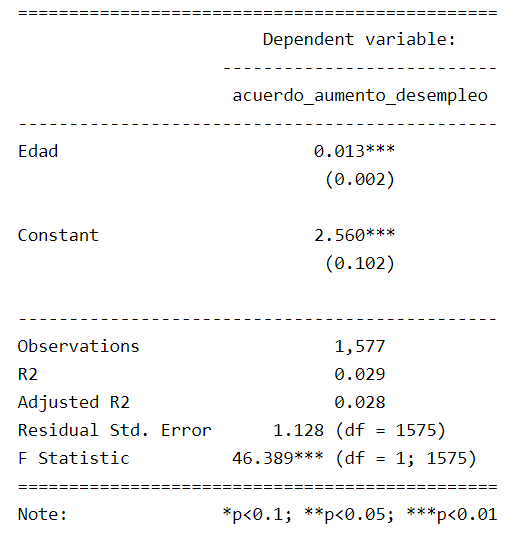 ===============================================
Dependent variable:
---------------------------
acuerdo_aumento_desempleo
-----------------------------------------------
Edad 0.013***
(0.002)
Constant 2.560***
(0.102)
-----------------------------------------------
Observations 1,577
R2 0.029
Adjusted R2 0.028
Residual Std. Error 1.128 (df = 1575)
F Statistic 46.389*** (df = 1; 1575)
===============================================
Note: *p<0.1; **p<0.05; ***p<0.01